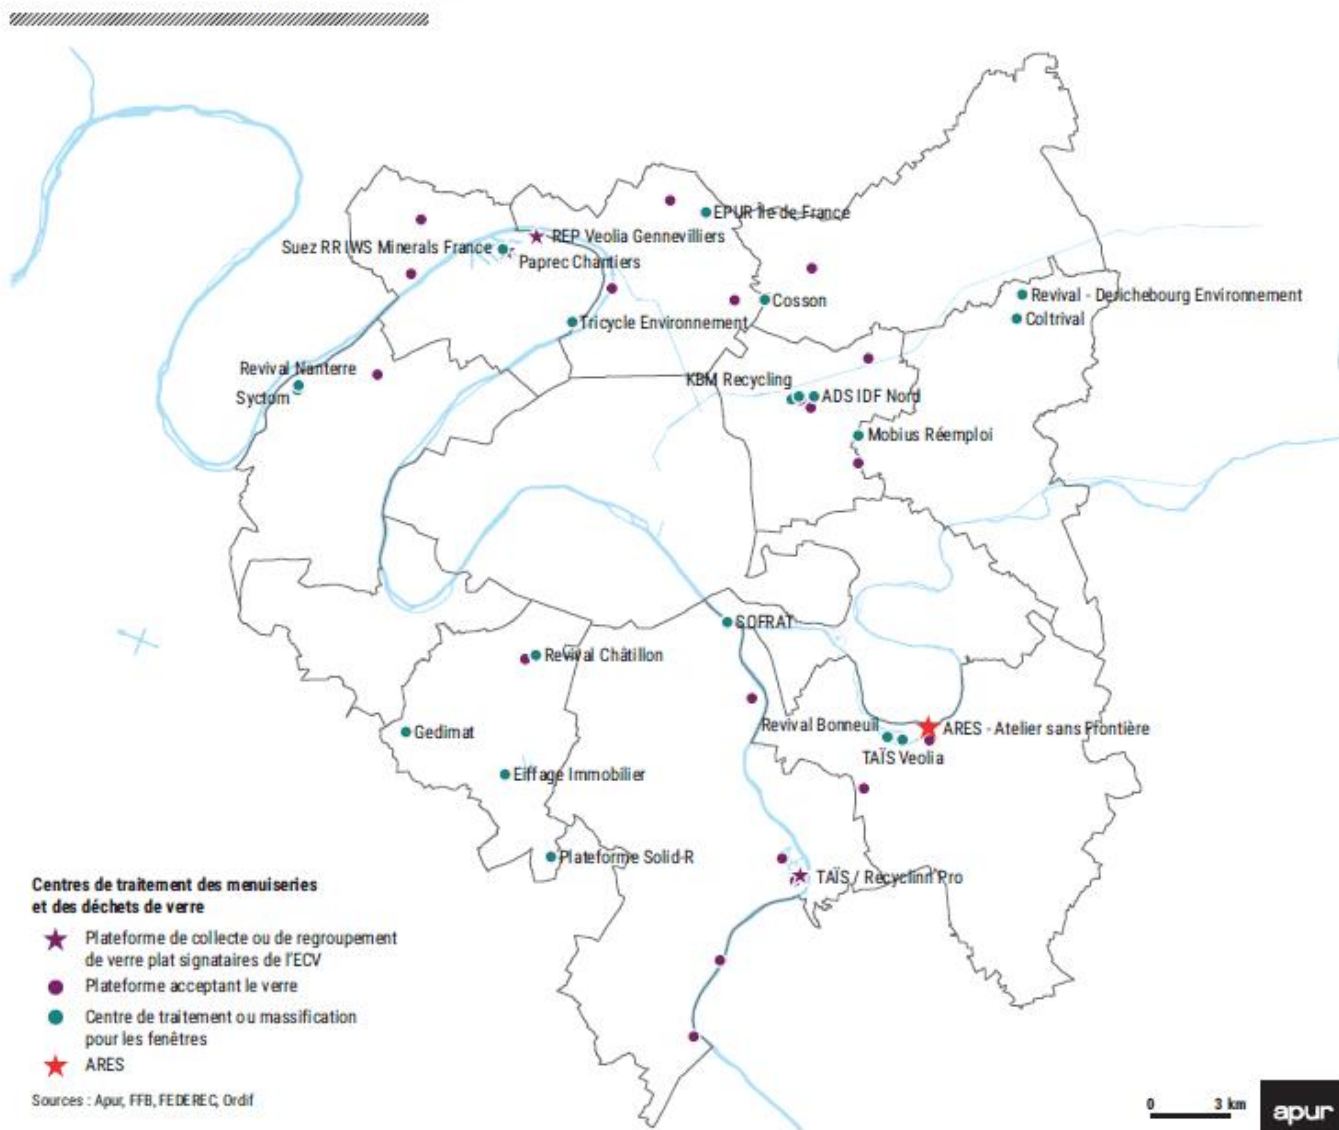 EPUR Île de France
REP Veolia Gennevilliers
Suez RR IWS Minerals France
Paprec Chantiers
Revival - Derichebourg Environnement
Cosson
Coltrival
Tricycle Environnement
Revival Nanterre
KBM Recycling
Syctom
ADS IDF Nord
Mobius Réemploi
SOFRAT
Revival Châtillon
Revival Bonneuil
ARES - Atelier sans Frontière
Gedimat
TAÏS Veolia
Eiffage Immobilier
Plateforme Solid-R
TAÏS / Recyclinn Pro
Centres de traitement des menuiseries
et des déchets de verre
Plateforme de collecte ou de regroupement
de verre plat signataires de l'ECV
Plateforme acceptant le verre
Centre de traitement ou massification
pour les fenêtres
ARES
Sources : Apur, FFB, FEDEREC, Ordif
0 3 km
apur